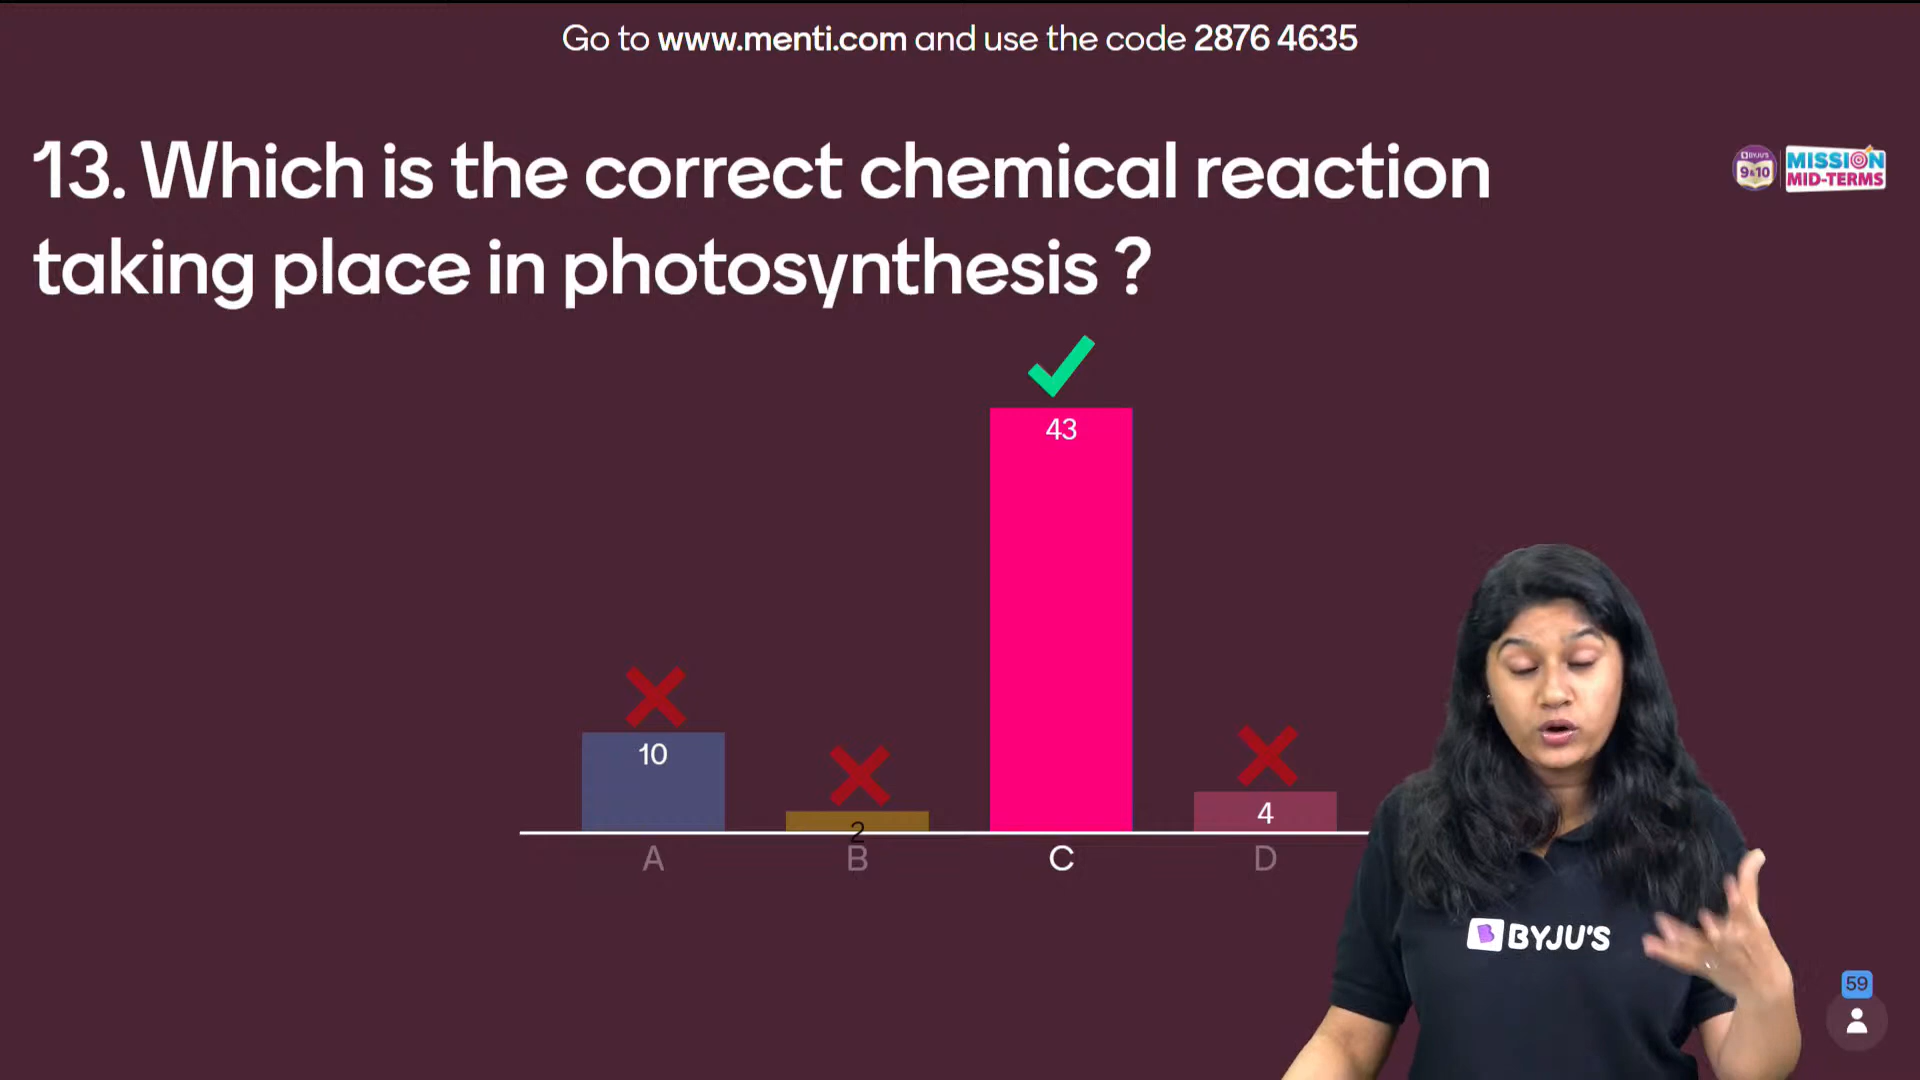 Go to www.menti.com and use the code 2876 4635
13. Which is the correct chemical reaction
taking place in photosynthesis ?
BYJU'S
9&10
MISSION
MID-TERMS
43
10
2
4
A
B
C
D
B BYJU'S
59